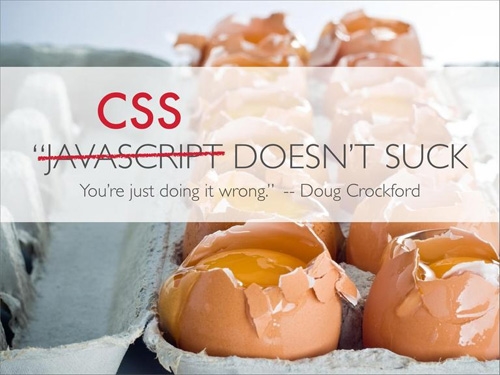 CSS
“JAVASCRIPT DOESN’T SUCK
You’re just doing it wrong.” -- Doug Crockford